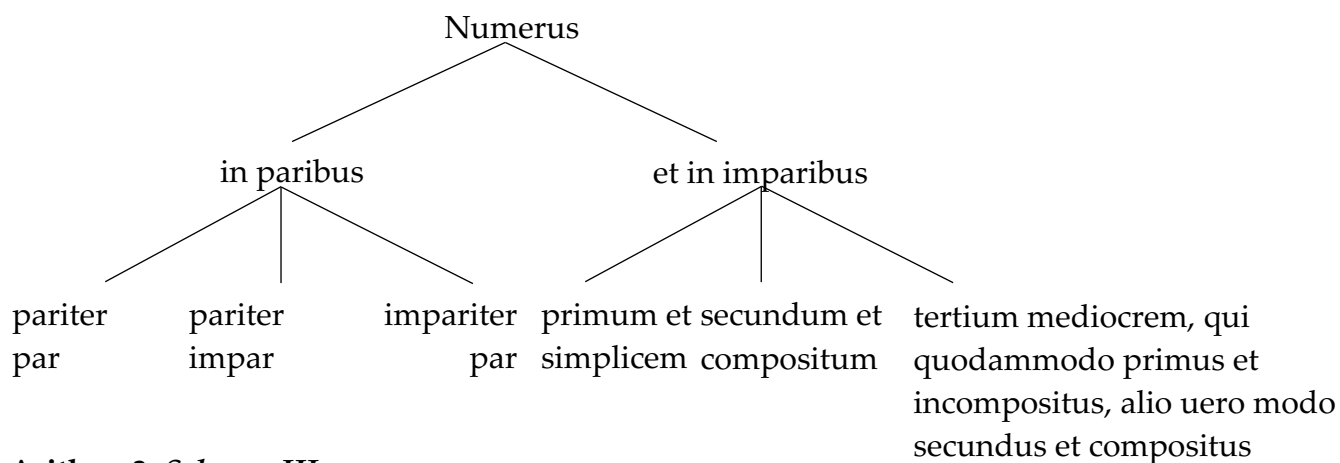 Numerus
in paribus
et in imparibus
pariter
par
pariter
impar
impariter
par
primum et
simplicem
secundum et
compositum
tertium mediocrem, qui
quodammodo primus et
incompositus, alio uero modo
secundus et compositus